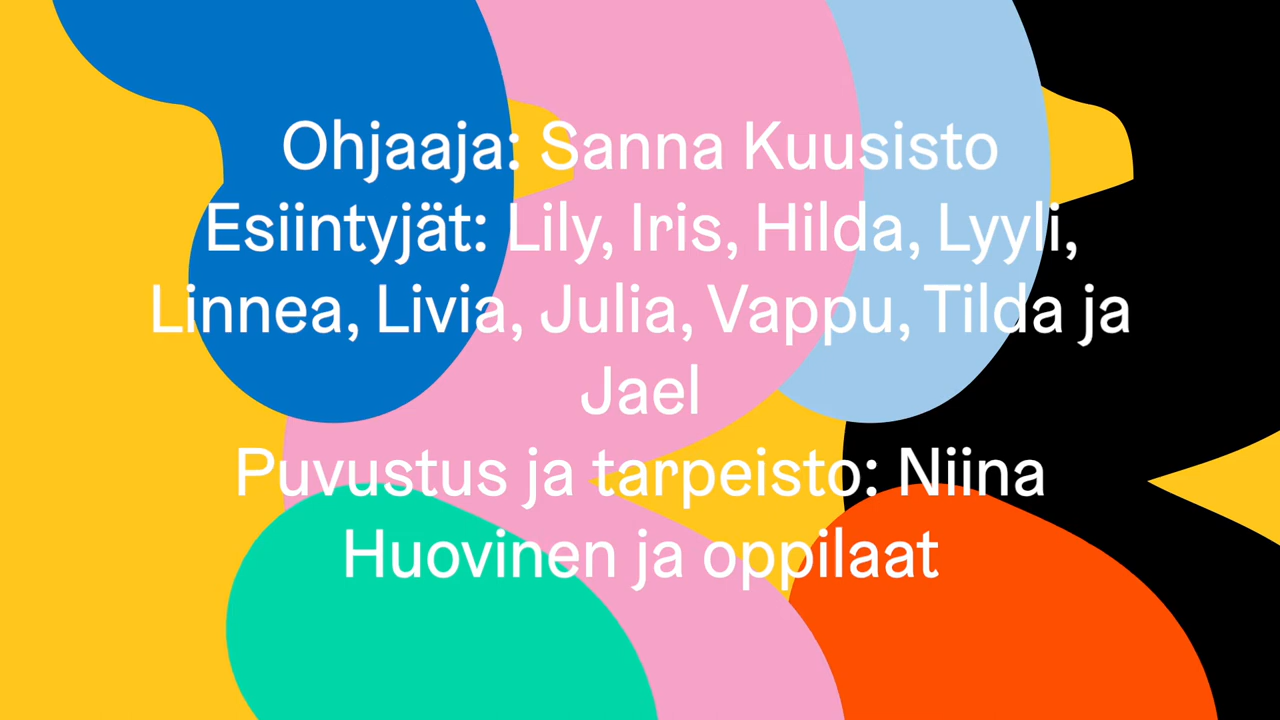 Ohjaaja: Sanna Kuusisto
Esiintyjät: Lily, Iris, Hilda, Lyyli,
Linnea, Livia, Julia, Vappu, Tilda ja
Jael
Puvustus ja tarpeisto: Niina
Huovinen ja oppilaat